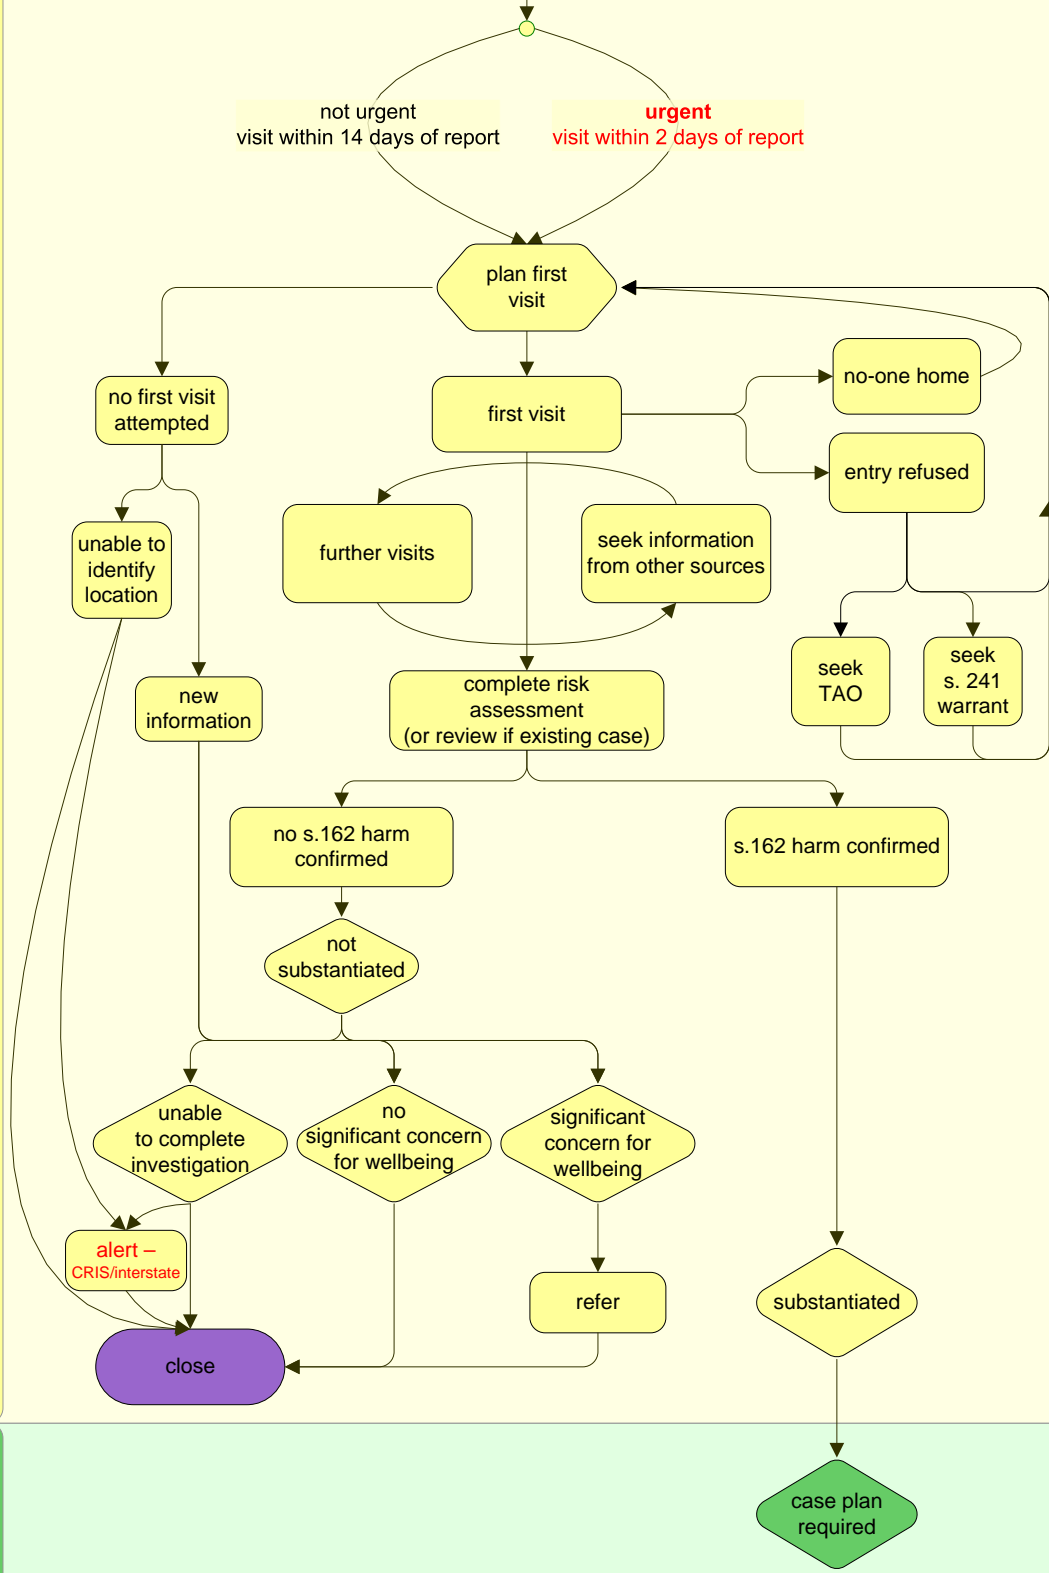 not urgent
visit within 14 days of report
urgent
visit within 2 days of report
plan first
visit
no first visit
attempted
first visit
no-one home
entry refused
unable to
identify
location
further visits
seek information
from other sources
new
information
seek
TAO
seek
s. 241
warrant
complete risk
assessment
(or review if existing case)
no s.162 harm
confirmed
s.162 harm confirmed
not
substantiated
unable
to complete
investigation
no
significant concern
for wellbeing
significant
concern for
wellbeing
alert –
CRIS/interstate
refer
substantiated
close
case plan
required